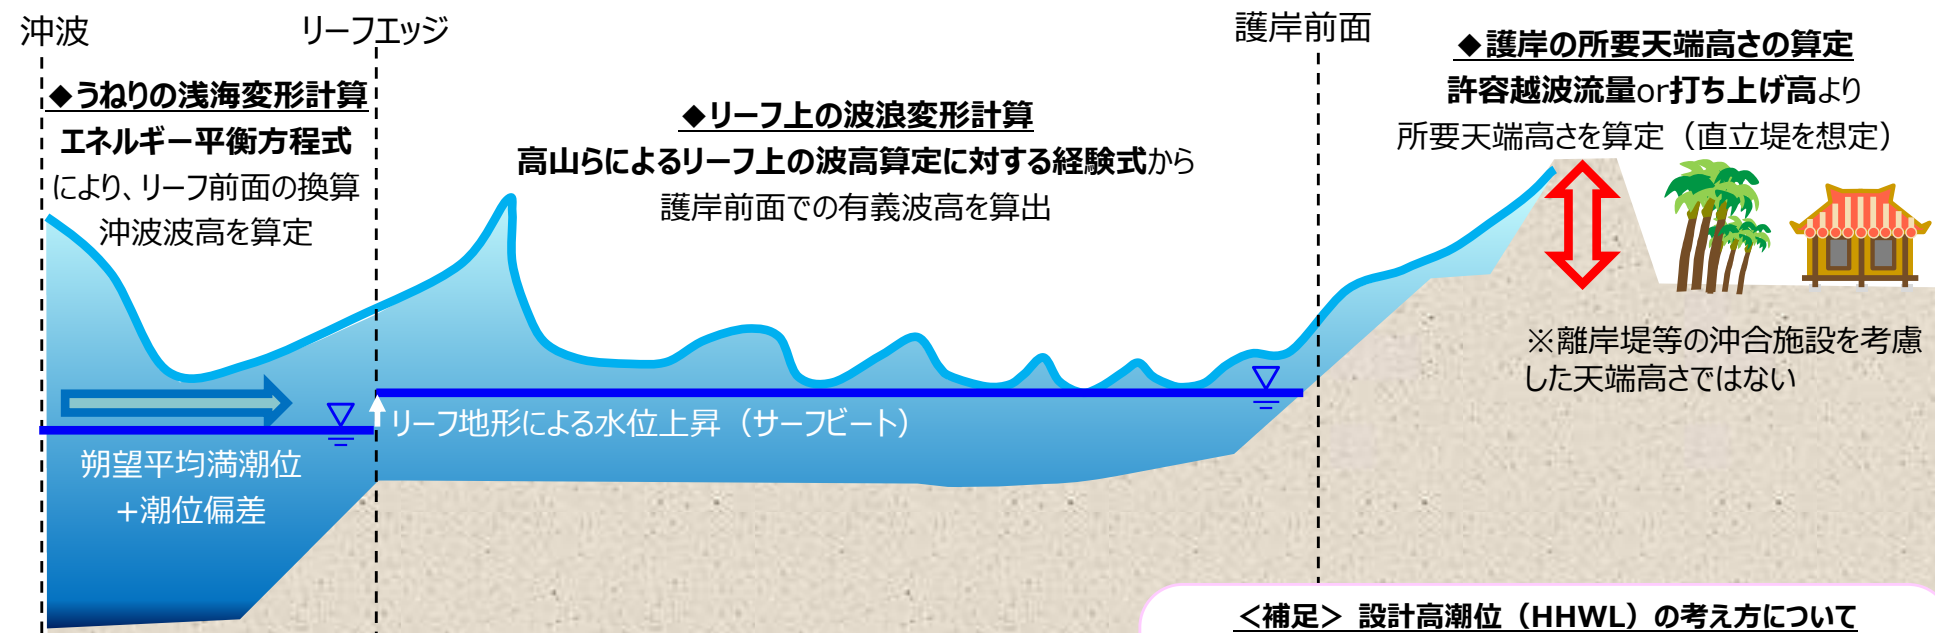 沖波
リーフエッジ
護岸前面
◆うねりの浅海変形計算
エネルギー平衡方程式
により、リーフ前面の換算
沖波波高を算定
◆リーフ上の波浪変形計算
高山らによるリーフ上の波高算定に対する経験式から
護岸前面での有義波高を算出
◆護岸の所要天端高さの算定
許容越波流量or打ち上げ高より
所要天端高さを算定（直立堤を想定）
※離岸堤等の沖合施設を考慮
した天端高さではない
リーフ地形による水位上昇（サーフビート）
朔望平均満潮位
+潮位偏差
＜補足＞ 設計高潮位（HHWL）の考え方について